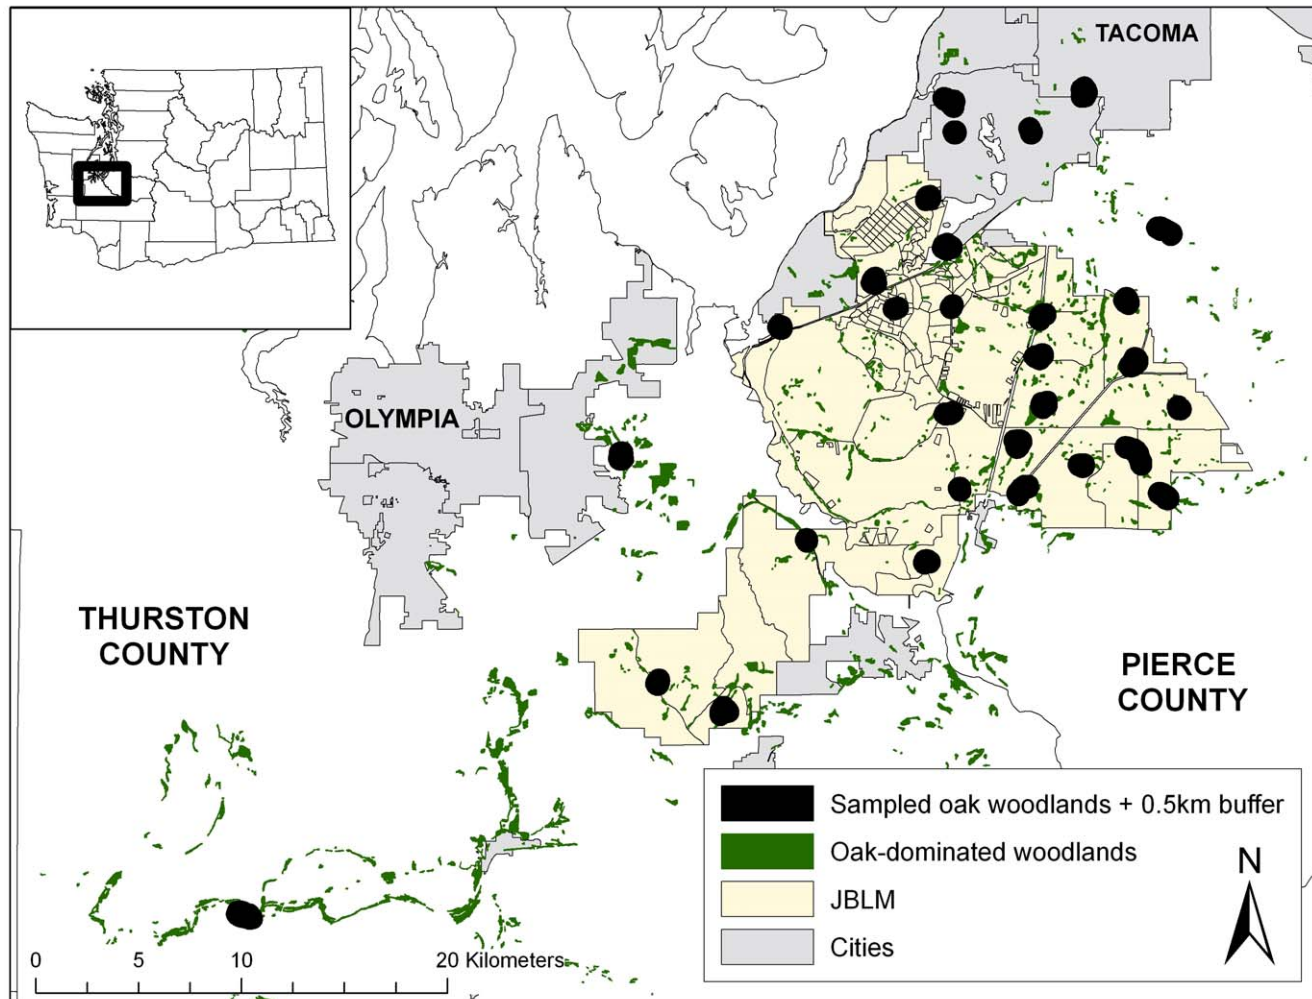 TACOMA
OLYMPIA
THURSTON
COUNTY
PIERCE
COUNTY
Sampled oak woodlands + 0.5km buffer
Oak-dominated woodlands
JBLM
Cities
N
0 5 10 20 Kilometers